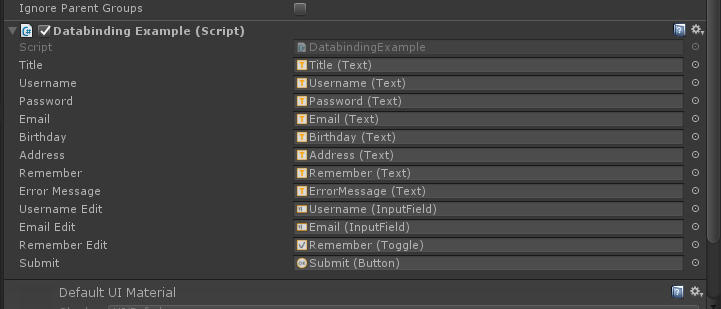 Ignore Parent Groups
Databinding Example (Script)
Script DatabindingExample
Title Title (Text)
Username Username (Text)
Password Password (Text)
Email Email (Text)
Birthday Birthday (Text)
Address Address (Text)
Remember Remember (Text)
Error Message ErrorMessage (Text)
Username Edit Username (InputField)
Email Edit Email (InputField)
Remember Edit Remember (Toggle)
Submit Submit (Button)
Default UI Material